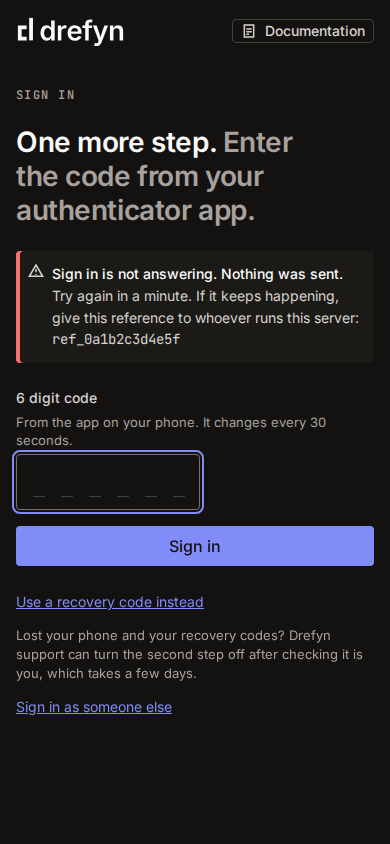 drefyn
Documentation
SIGN IN
One more step. Enter
the code from your
authenticator app.
Sign in is not answering. Nothing was sent.
Try again in a minute. If it keeps happening,
give this reference to whoever runs this server:
ref_0a1b2c3d4e5f
6 digit code
From the app on your phone. It changes every 30
seconds.
_ _ _ _ _ _
Sign in
Use a recovery code instead
Lost your phone and your recovery codes? Drefyn
support can turn the second step off after checking it is
you, which takes a few days.
Sign in as someone else